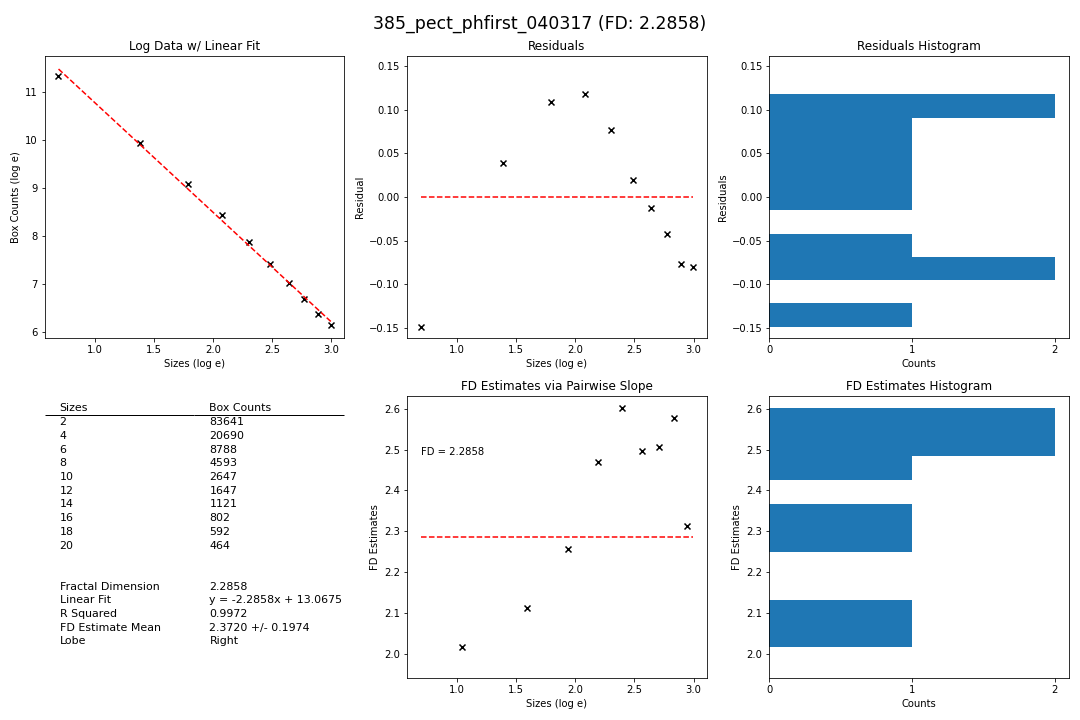 385_pect_phfirst_040317 (FD: 2.2858)
Log Data w/ Linear Fit
Box Counts (log e)
11
10
9
8
7
6
1.0 1.5 2.0 2.5 3.0
Sizes (log e)
Residuals
Residual
0.15
0.10
0.05
0.00
−0.05
−0.10
−0.15
1.0 1.5 2.0 2.5 3.0
Sizes (log e)
Residuals Histogram
Residuals
0.15
0.10
0.05
0.00
−0.05
−0.10
−0.15
0 1 2
Counts
Sizes Box Counts
2 83641
4 20690
6 8788
8 4593
10 2647
12 1647
14 1121
16 802
18 592
20 464
Fractal Dimension 2.2858
Linear Fit y = -2.2858x + 13.0675
R Squared 0.9972
FD Estimate Mean 2.3720 +/- 0.1974
Lobe Right
FD Estimates via Pairwise Slope
FD Estimates
2.6
2.5
2.4
2.3
2.2
2.1
2.0
FD = 2.2858
1.0 1.5 2.0 2.5 3.0
Sizes (log e)
FD Estimates Histogram
FD Estimates
2.6
2.5
2.4
2.3
2.2
2.1
2.0
0 1 2
Counts